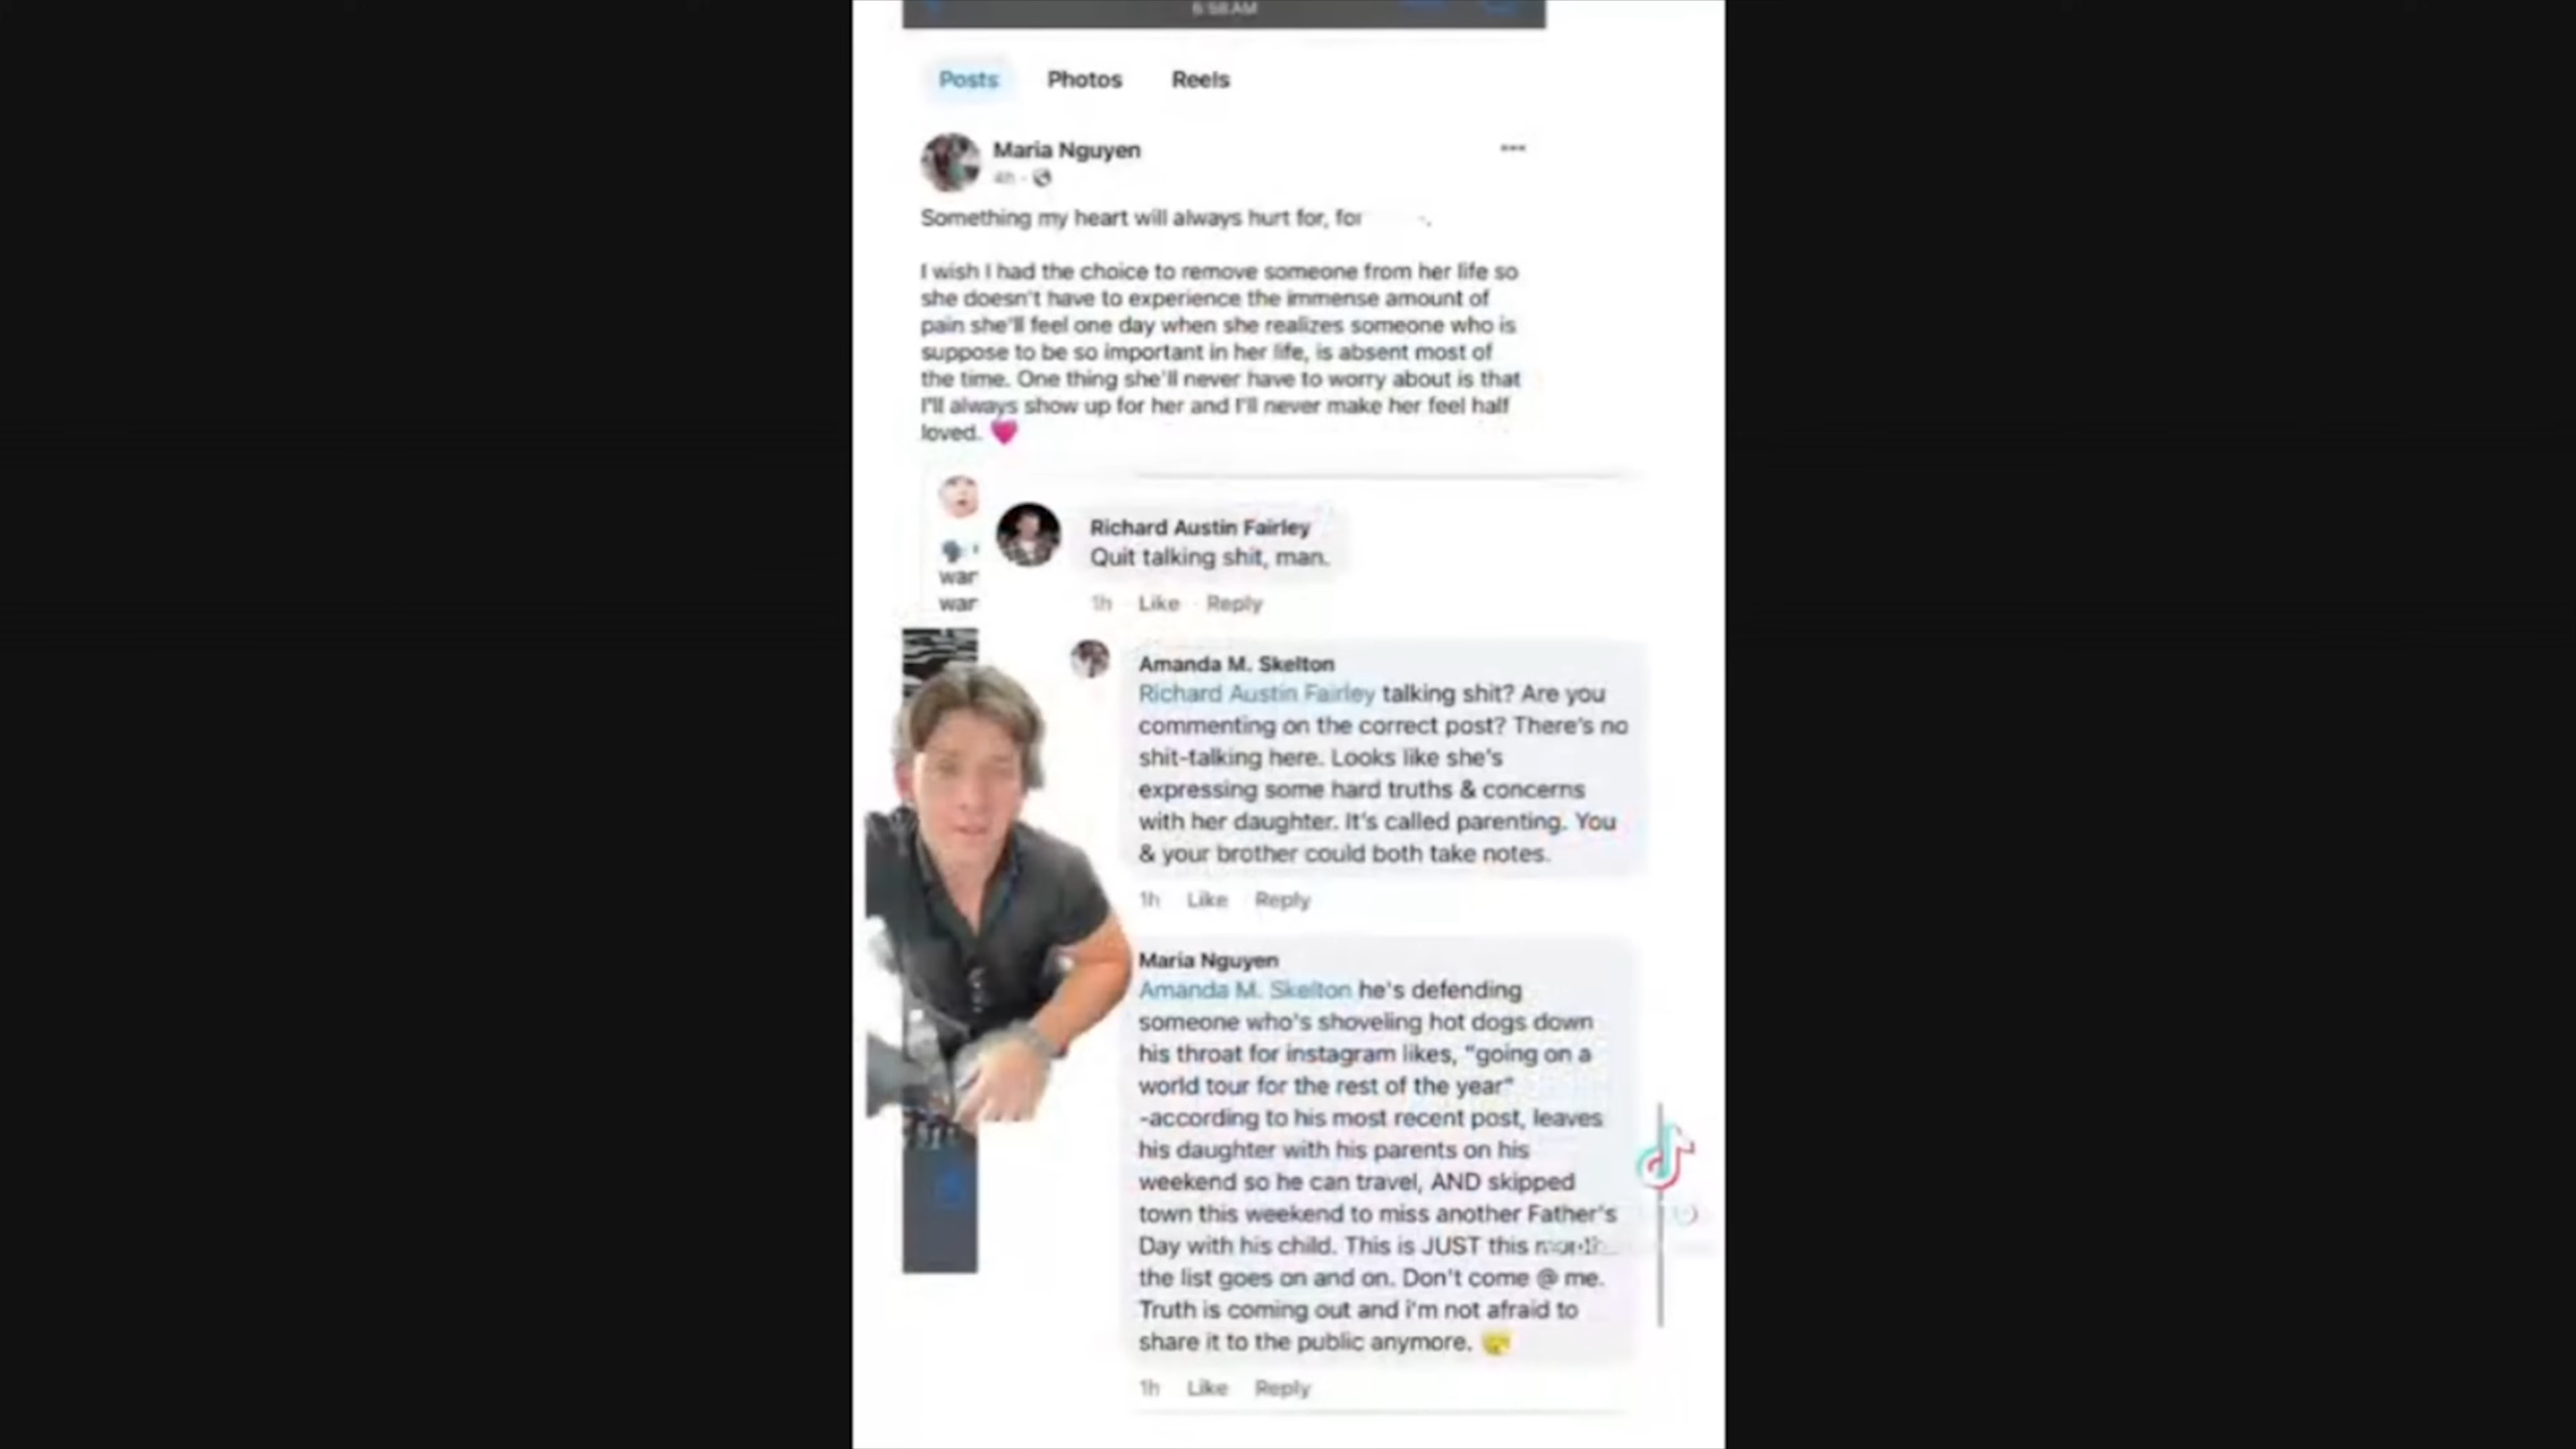 6:58 AM
Posts Photos Reels
Maria Nguyen
4h
Something my heart will always hurt for, for
I wish I had the choice to remove someone from her life so
she doesn't have to experience the immense amount of
pain she'll feel one day when she realizes someone who is
suppose to be so important in her life, is absent most of
the time. One thing she'll never have to worry about is that
I'll always show up for her and I'll never make her feel half
loved.
Richard Austin Fairley
Quit talking shit, man.
war
1h Like Reply
war
Amanda M. Skelton
Richard Austin Fairley talking shit? Are you
commenting on the correct post? There's no
shit-talking here. Looks like she's
expressing some hard truths & concerns
with her daughter. It's called parenting. You
& your brother could both take notes.
1h Like Reply
Maria Nguyen
Amanda M. Skelton he's defending
someone who's shoveling hot dogs down
his throat for instagram likes, "going on a
world tour for the rest of the year"
-according to his most recent post, leaves
his daughter with his parents on his
weekend so he can travel, AND skipped
town this weekend to miss another Father's
Day with his child. This is JUST this
the list goes on and on. Don't come @ me.
Truth is coming out and i'm not afraid to
share it to the public anymore.
1h Like Reply